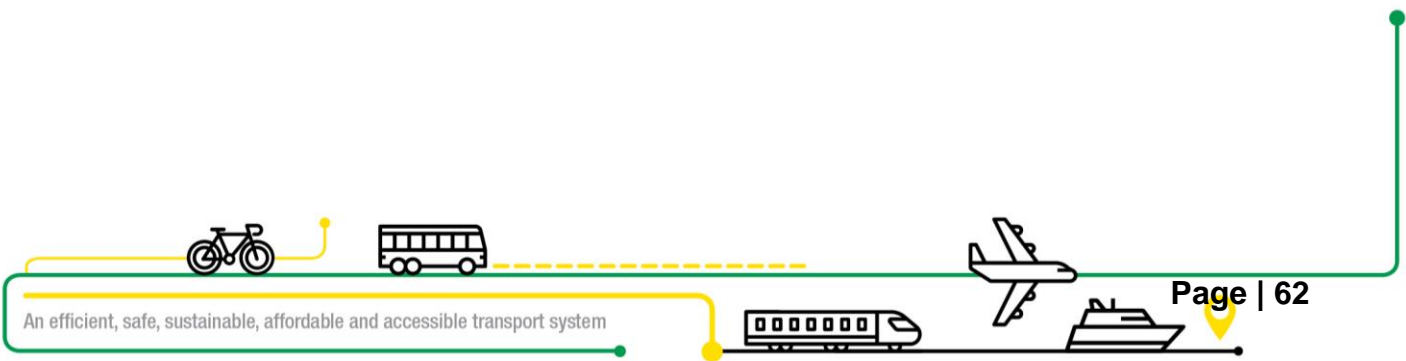 Page | 62
An efficient, safe, sustainable, affordable and accessible transport system